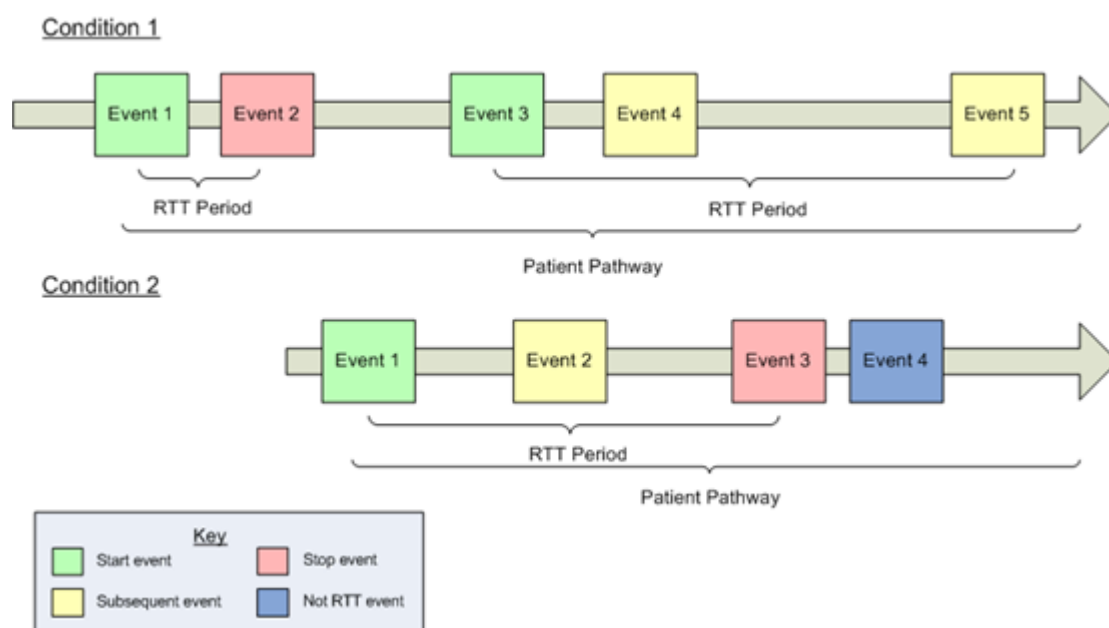 Condition 1
Event 1
Event 2
Event 3
Event 4
Event 5
RTT Period
RTT Period
Patient Pathway
Condition 2
Event 1
Event 2
Event 3
Event 4
RTT Period
Patient Pathway
Key
Start event
Stop event
Subsequent event
Not RTT event